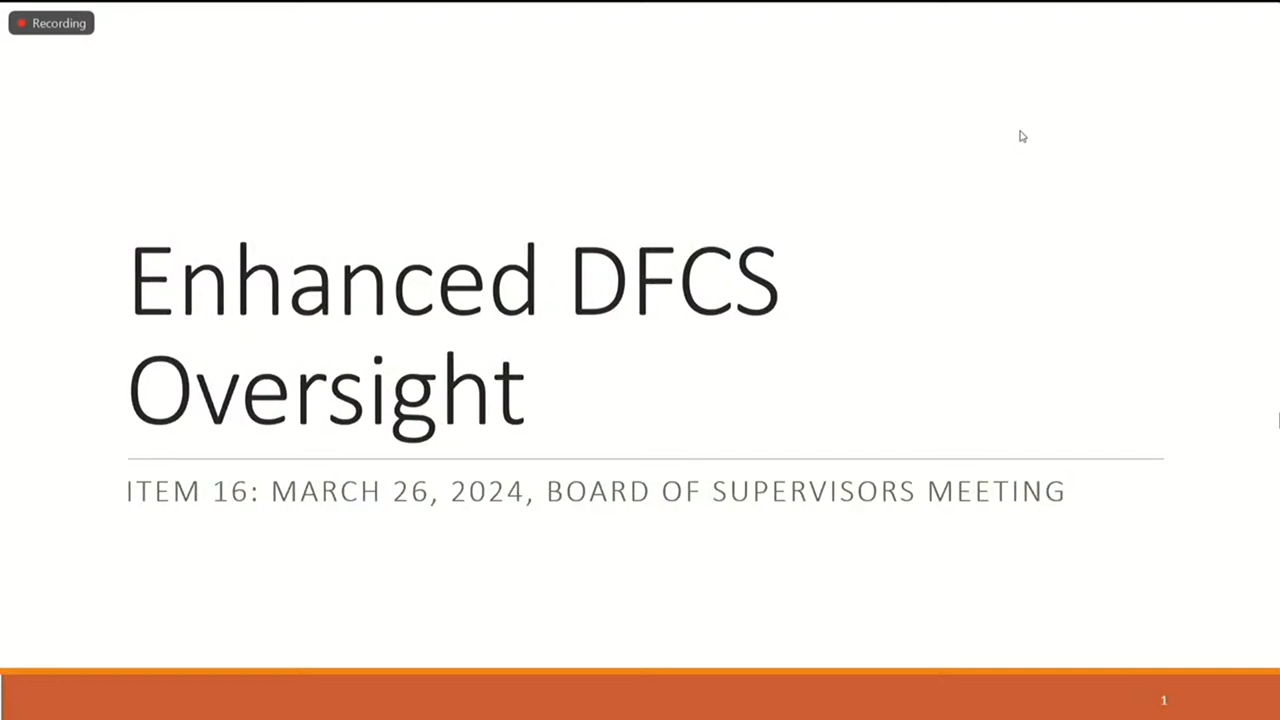 Recording
Enhanced DFCS
Oversight
ITEM 16: MARCH 26, 2024, BOARD OF SUPERVISORS MEETING
1